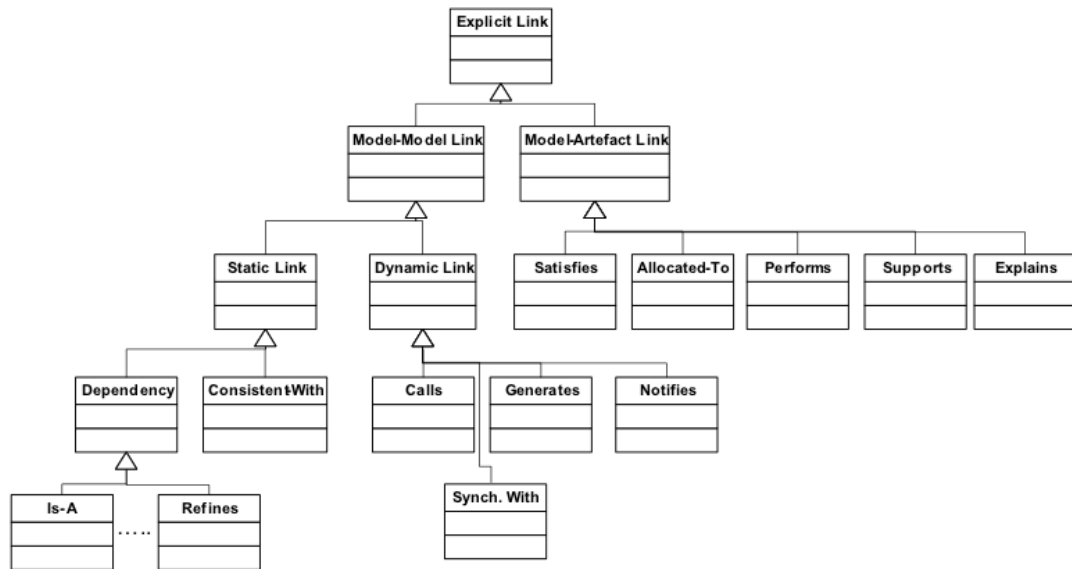 Explicit Link
Model-Model Link
Model-Artefact Link
Static Link
Dynamic Link
Satisfies
Allocated-To
Performs
Supports
Explains
Dependency
Consistent-With
Calls
Generates
Notifies
Is-A
.....
Refines
Synch. With